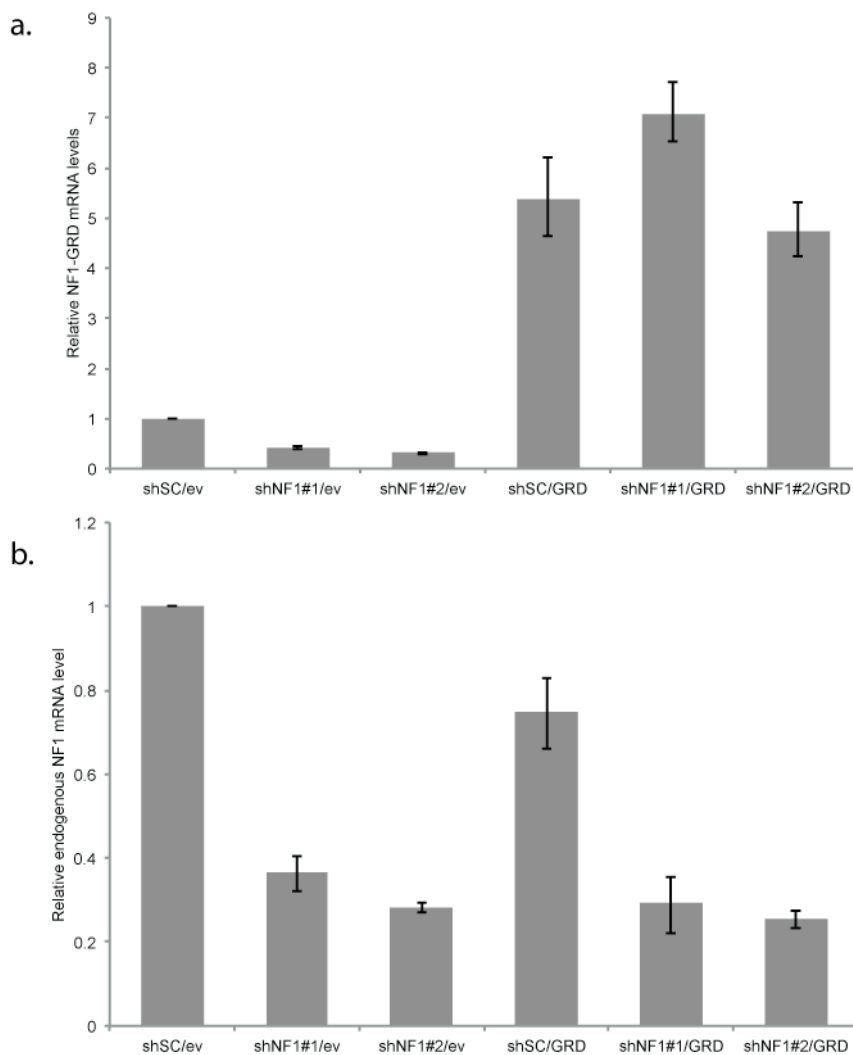 a.
Relative NF1-GRD mRNA levels
9
8
7
6
5
4
3
2
1
0
shSC/ev shNF1#1/ev shNF1#2/ev shSC/GRD shNF1#1/GRD shNF1#2/GRD
b.
Relative endogenous NF1 mRNA level
1.2
1
0.8
0.6
0.4
0.2
0
shSC/ev shNF1#1/ev shNF1#2/ev shSC/GRD shNF1#1/GRD shNF1#2/GRD